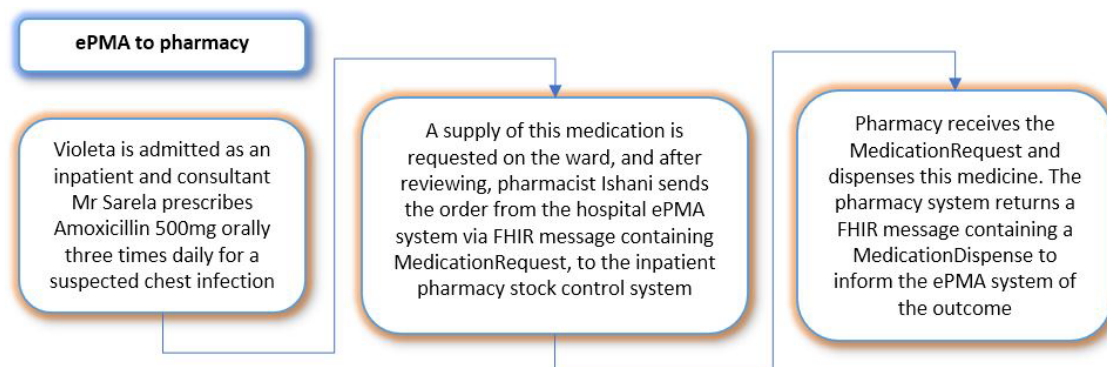 ePMA to pharmacy
Violeta is admitted as an
inpatient and consultant
Mr Sarela prescribes
Amoxicillin 500mg orally
three times daily for a
suspected chest infection
A supply of this medication is
requested on the ward, and after
reviewing, pharmacist Ishani sends
the order from the hospital ePMA
system via FHIR message containing
MedicationRequest, to the inpatient
pharmacy stock control system
Pharmacy receives the
MedicationRequest and
dispenses this medicine. The
pharmacy system returns a
FHIR message containing a
MedicationDispense to
inform the ePMA system of
the outcome